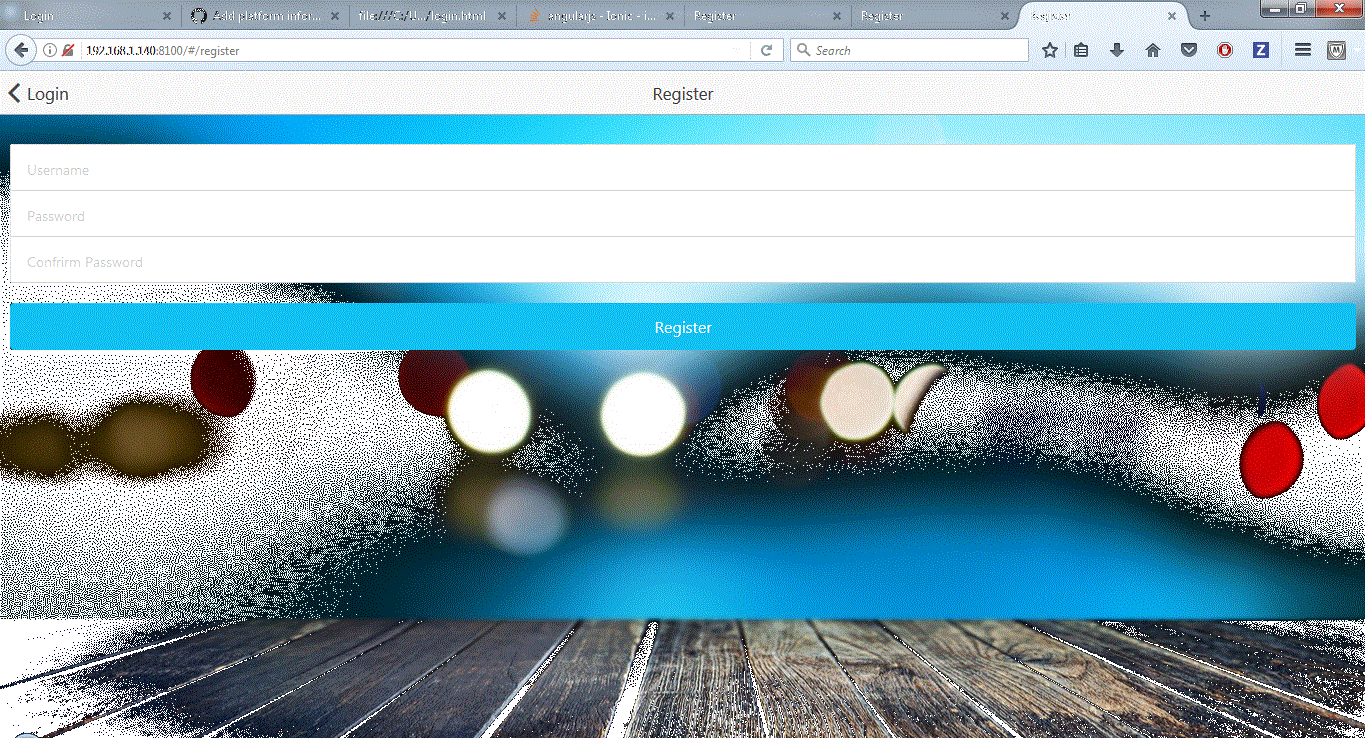 Login
Add platform infor...
file:///C:/U.../login.html
angularjs - Ionic - i...
Register
Register
Register
192.168.1.140:8100/#/register
Search
Z
Login
Register
Username
Password
Confrirm Password
Register